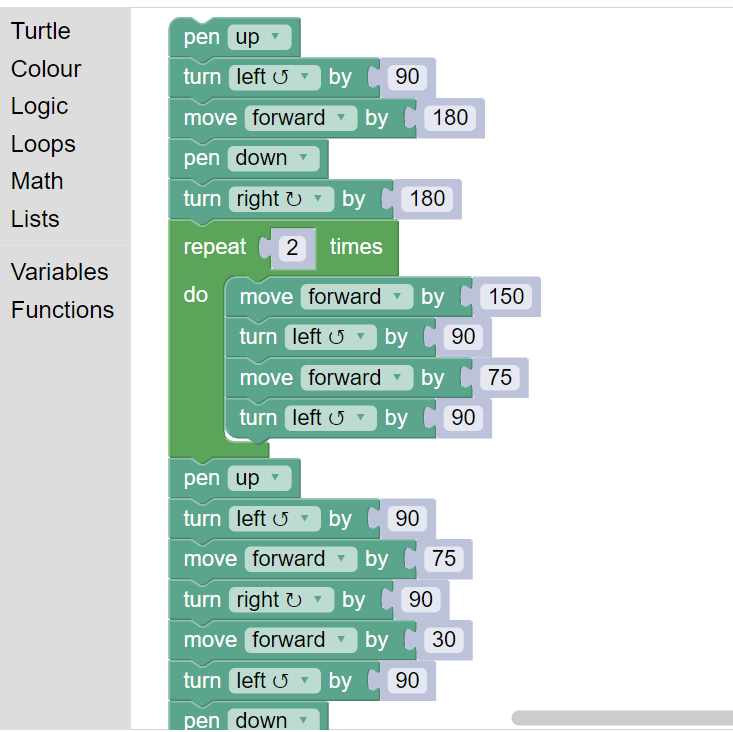 Turtle
Colour
Logic
Loops
Math
Lists
Variables
Functions
pen up
turn left ↺ by 90
move forward by 180
pen down
turn right ↻ by 180
repeat 2 times
do move forward by 150
turn left ↺ by 90
move forward by 75
turn left ↺ by 90
pen up
turn left ↺ by 90
move forward by 75
turn right ↻ by 90
move forward by 30
turn left ↺ by 90
pen down